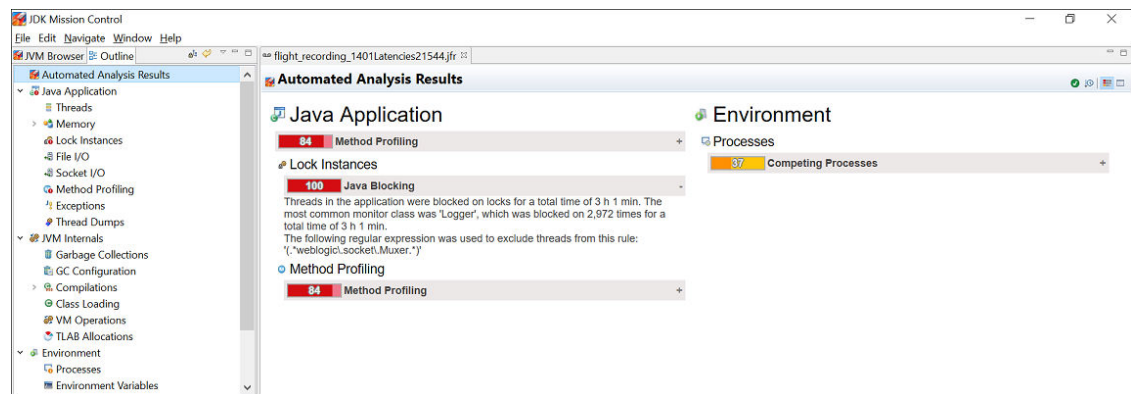 JDK Mission Control
File Edit Navigate Window Help
JVM Browser Outline
Automated Analysis Results
Java Application
Threads
Memory
Lock Instances
File I/O
Socket I/O
Method Profiling
Exceptions
Thread Dumps
JVM Internals
Garbage Collections
GC Configuration
Compilations
Class Loading
VM Operations
TLAB Allocations
Environment
Processes
Environment Variables
flight_recording_1401Latencies21544.jfr
Automated Analysis Results
Java Application
84 Method Profiling +
Lock Instances
100 Java Blocking -
Threads in the application were blocked on locks for a total time of 3 h 1 min. The
most common monitor class was 'Logger', which was blocked on 2,972 times for a
total time of 3 h 1 min.
The following regular expression was used to exclude threads from this rule:
'(.*weblogic\.socket\.Muxer.*)'
Method Profiling
84 Method Profiling +
Environment
Processes
37 Competing Processes +